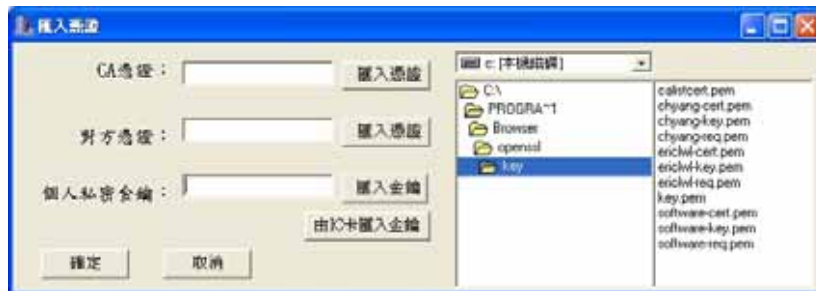 匯入憑證
CA憑證：
匯入憑證
對方憑證：
匯入憑證
個人私密金鑰：
匯入金鑰
由IC卡匯入金鑰
確定
取消
c: [本機磁碟]
C:\
PROGRA~1
Browser
openssl
key
calistcert.pem
chyang-cert.pem
chyang-key.pem
chyang-req.pem
ericlwl-cert.pem
ericlwl-key.pem
ericlwl-req.pem
key.pem
software-cert.pem
software-key.pem
software-req.pem